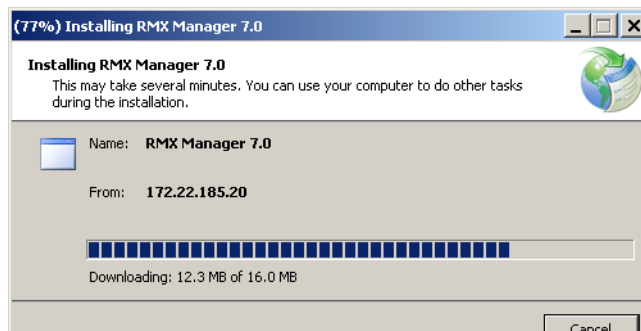 (77%) Installing RMX Manager 7.0
Installing RMX Manager 7.0
This may take several minutes. You can use your computer to do other tasks
during the installation.
Name: RMX Manager 7.0
From: 172.22.185.20
Downloading: 12.3 MB of 16.0 MB
Cancel